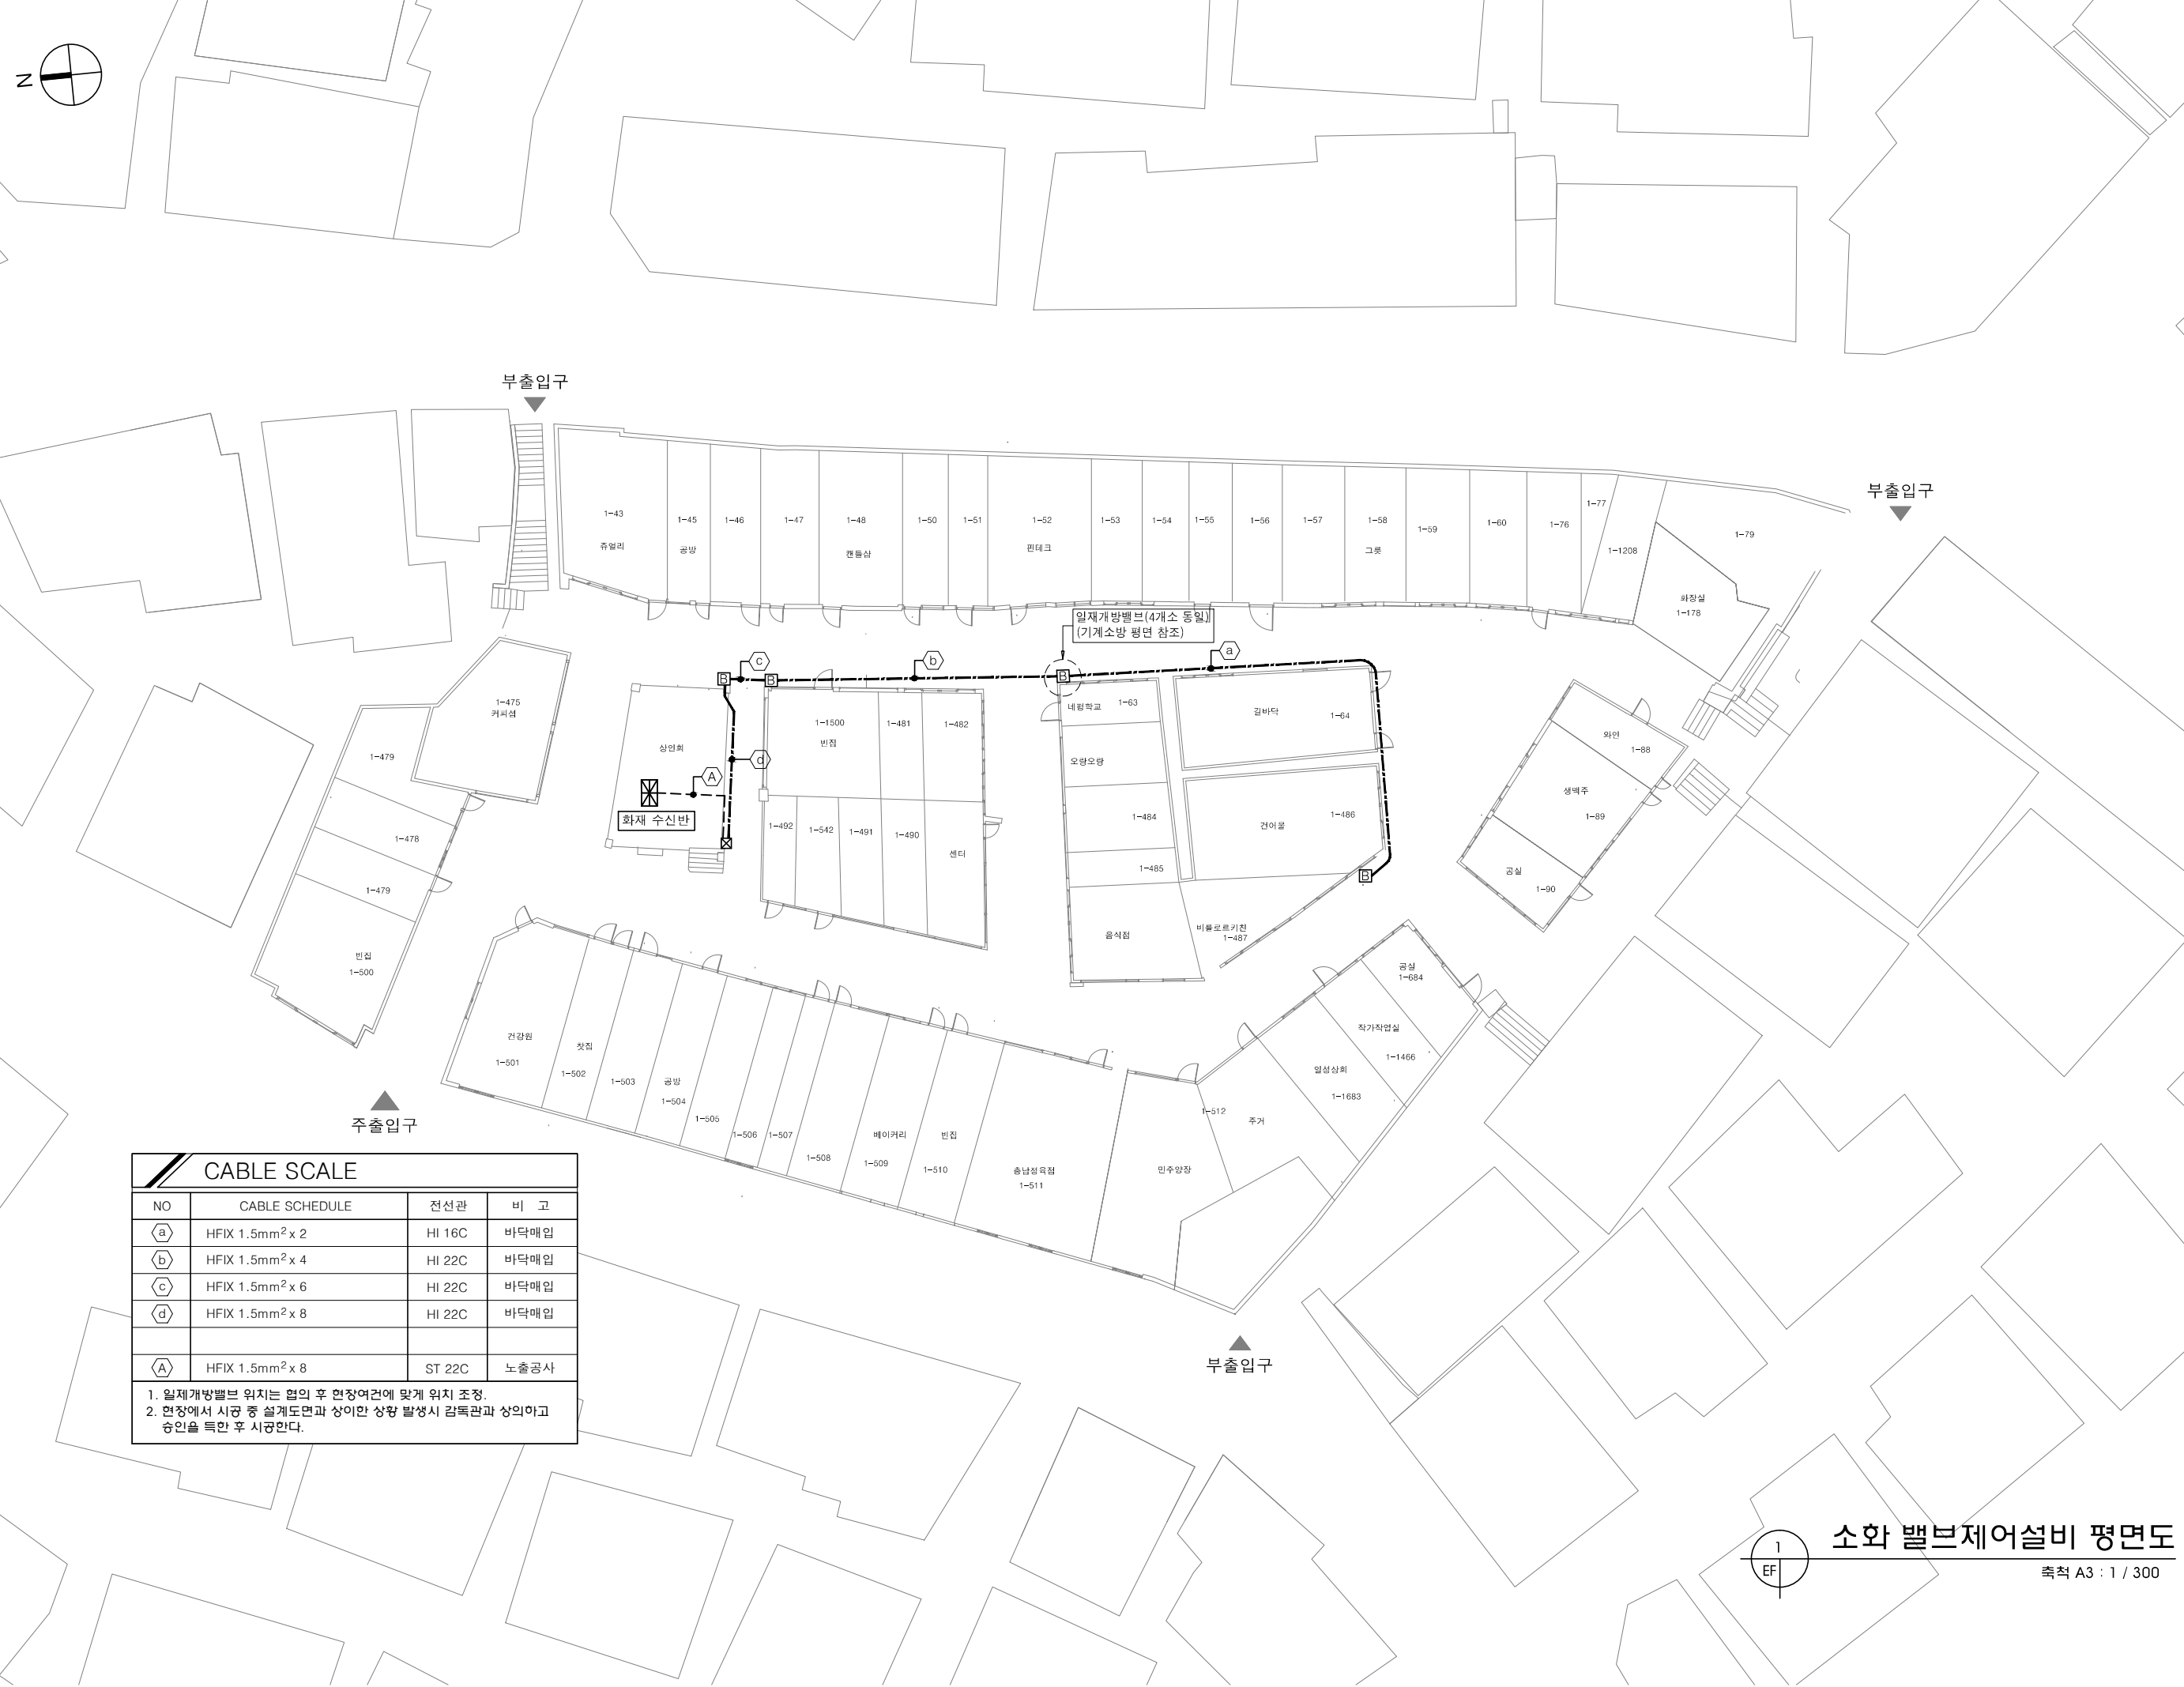 N
부출입구
부출입구
1-43
쥬얼리
1-45
공방
1-46
1-47
1-48
캔들샵
1-50
1-51
1-52
핀테크
1-53
1-54
1-55
1-56
1-57
1-58
그릇
1-59
1-60
1-76
1-77
1-1208
1-79
화장실
1-178
일재개방밸브(4개소 동일)
(기계소방 평면 참조)
a
b
c
B
B
B
B
d
A
상인회
화재 수신반
1-475
커피섭
1-479
1-478
1-479
빈집
1-500
1-1500
빈집
1-481
1-482
1-492
1-542
1-491
1-490
센터
네평학교
1-63
오랑오랑
1-484
1-485
음식점
길바닥
1-64
건어물
1-486
비틀로르키친
1-487
와인
1-88
생맥주
1-89
공실
1-90
공실
1-684
작가작업실
1-1466
열성상회
1-1683
1-512
주거
민주양장
건강원
1-501
찻집
1-502
1-503
공방
1-504
1-505
1-506
1-507
1-508
베이커리
1-509
빈집
1-510
충남정육점
1-511
주출입구
부출입구
CABLE SCALE
NO CABLE SCHEDULE 전선관 비 고
a HFIX 1.5mm² x 2 HI 16C 바닥매입
b HFIX 1.5mm² x 4 HI 22C 바닥매입
c HFIX 1.5mm² x 6 HI 22C 바닥매입
d HFIX 1.5mm² x 8 HI 22C 바닥매입
A HFIX 1.5mm² x 8 ST 22C 노출공사
1. 일제개방밸브 위치는 협의 후 현장여건에 맞게 위치 조정.
2. 현장에서 시공 중 설계도면과 상이한 상황 발생시 감독관과 상의하고
승인을 득한 후 시공한다.
1
EF
소화 밸브제어설비 평면도
축척 A3 : 1 / 300